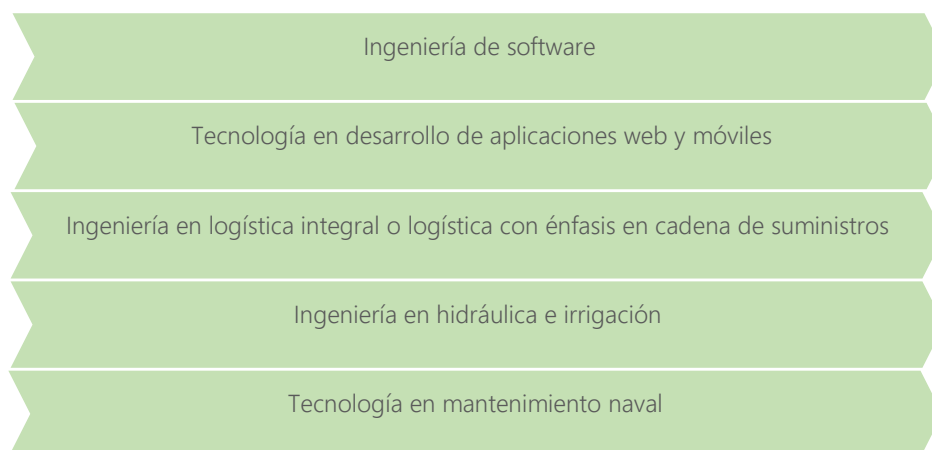 Ingeniería de software
Tecnología en desarrollo de aplicaciones web y móviles
Ingeniería en logística integral o logística con énfasis en cadena de suministros
Ingeniería en hidráulica e irrigación
Tecnología en mantenimiento naval